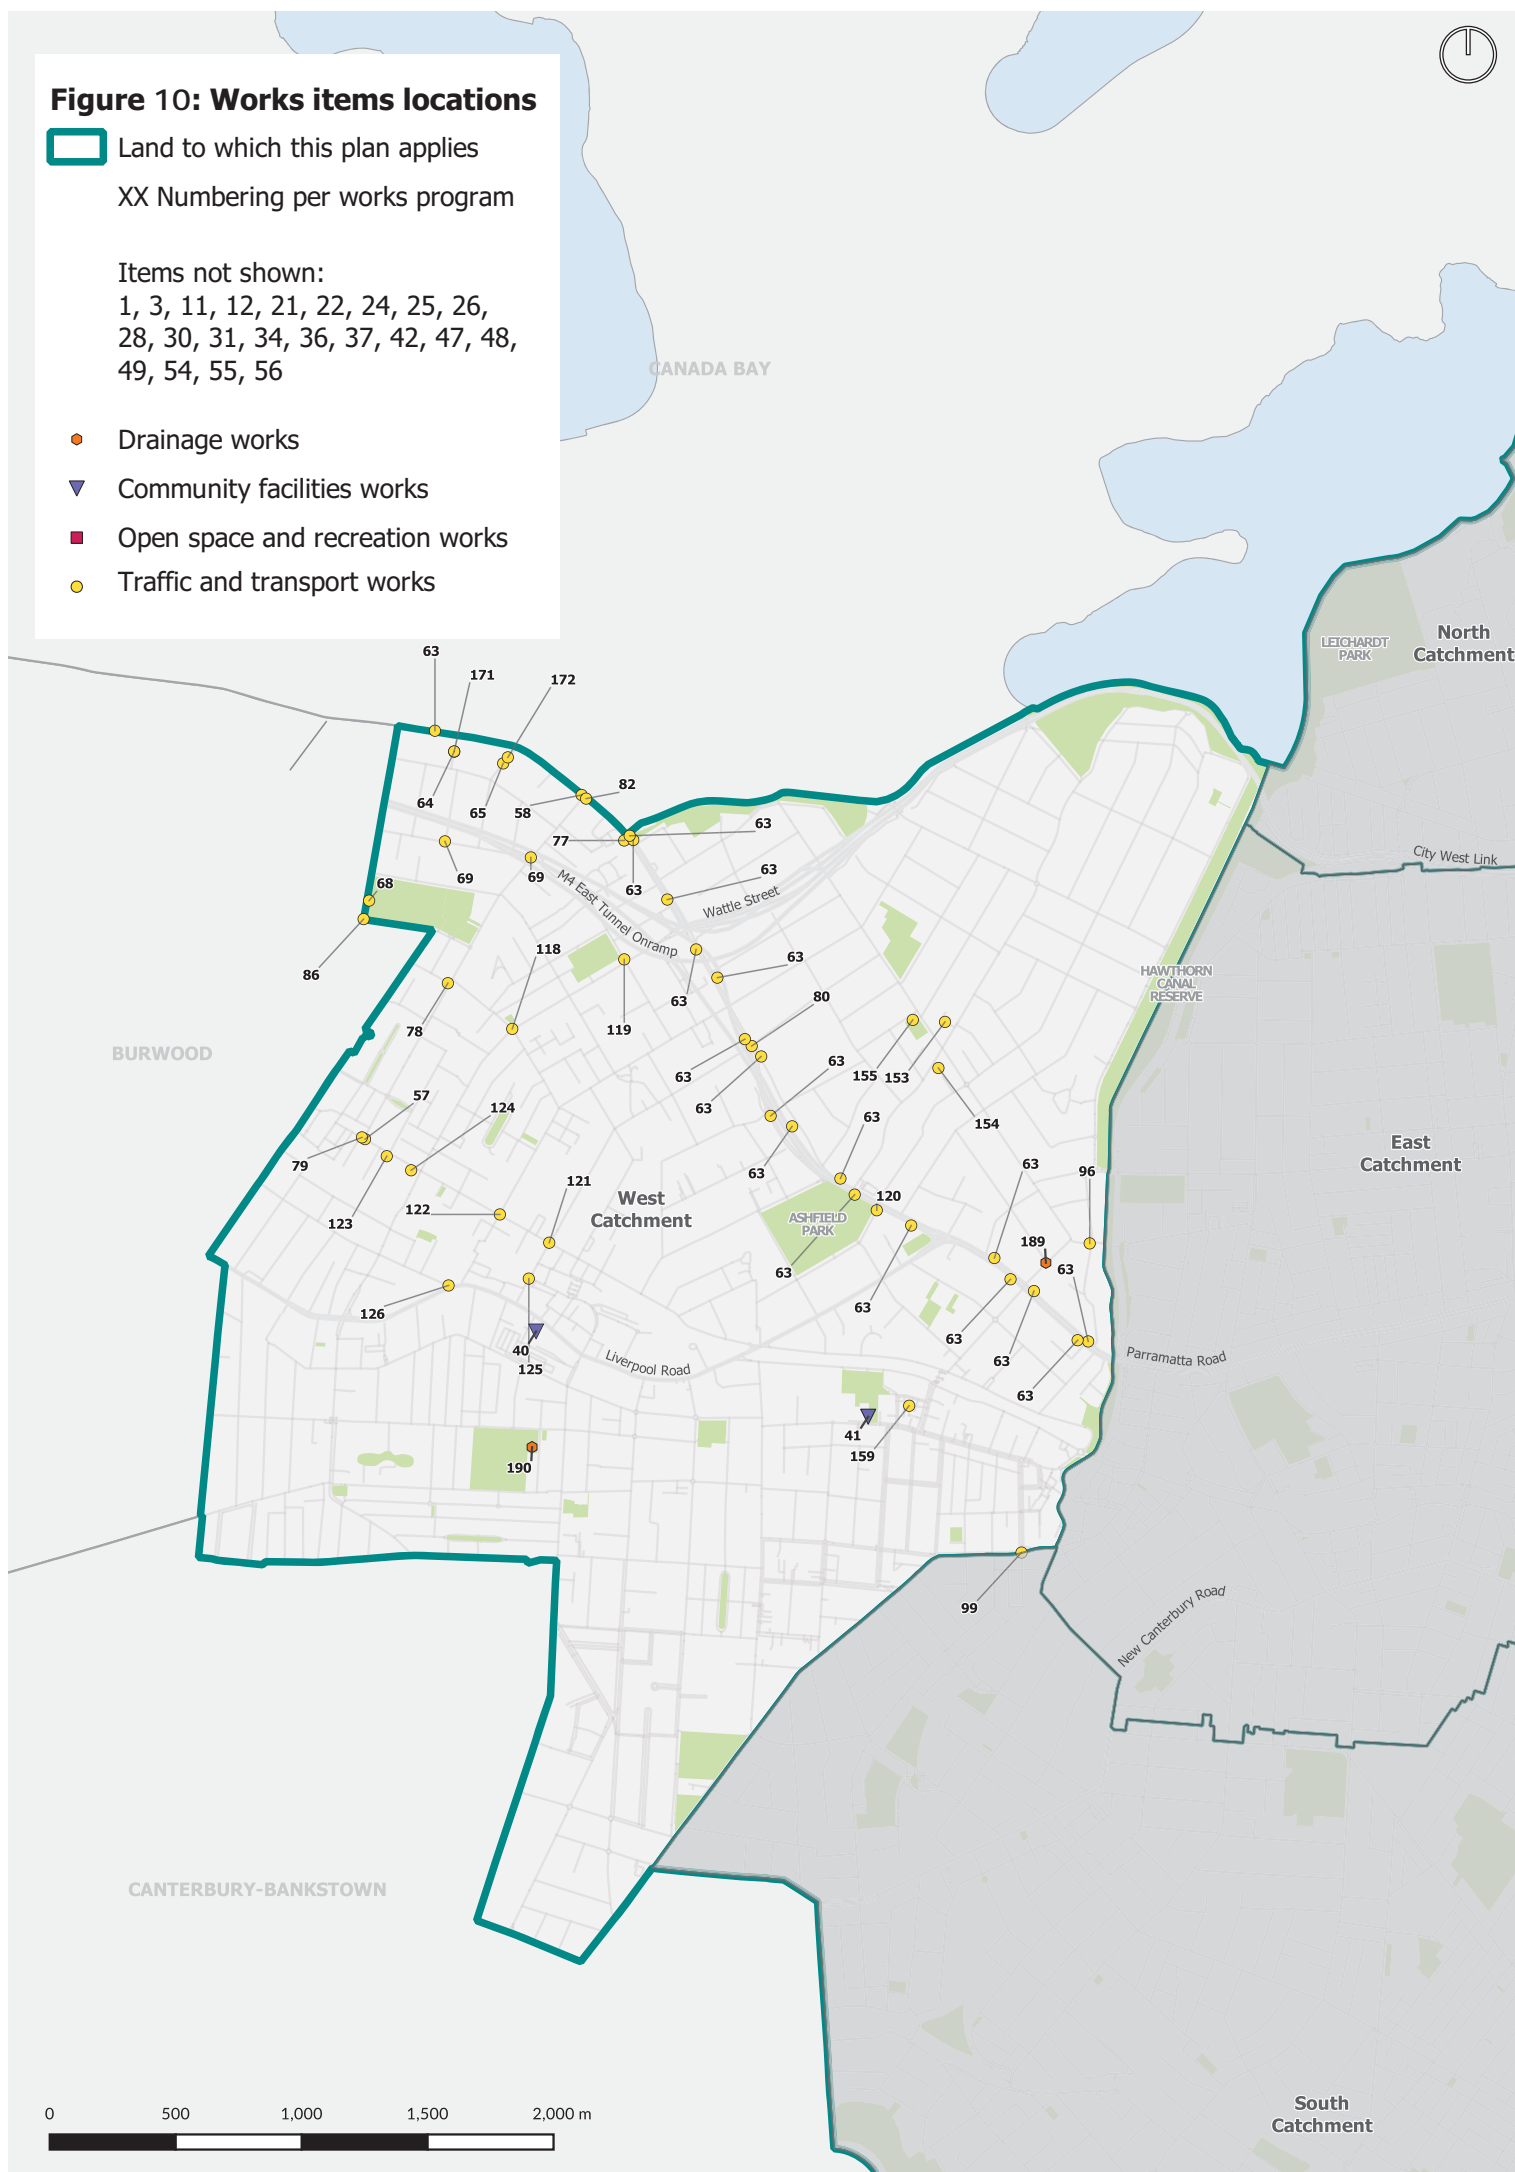 Figure 10: Works items locations
Land to which this plan applies
XX Numbering per works program
Items not shown:
1, 3, 11, 12, 21, 22, 24, 25, 26,
28, 30, 31, 34, 36, 37, 42, 47, 48,
49, 54, 55, 56
Drainage works
Community facilities works
Open space and recreation works
Traffic and transport works
CANADA BAY
LEICHARDT
PARK
North
Catchment
63
171
172
64
65
58
82
77
63
63
63
69
69
68
M4 East Tunnel Onramp
Wattle Street
City West Link
86
118
119
63
63
78
80
HAWTHORN
CANAL
RESERVE
BURWOOD
63
63
63
155
153
154
57
124
79
123
122
121
West
Catchment
63
63
ASHFIELD
PARK
120
63
96
East
Catchment
189
63
63
63
126
40
125
Liverpool Road
63
63
63
Parramatta Road
41
159
190
99
New Canterbury Road
CANTERBURY-BANKSTOWN
South
Catchment
0
500
1,000
1,500
2,000 m